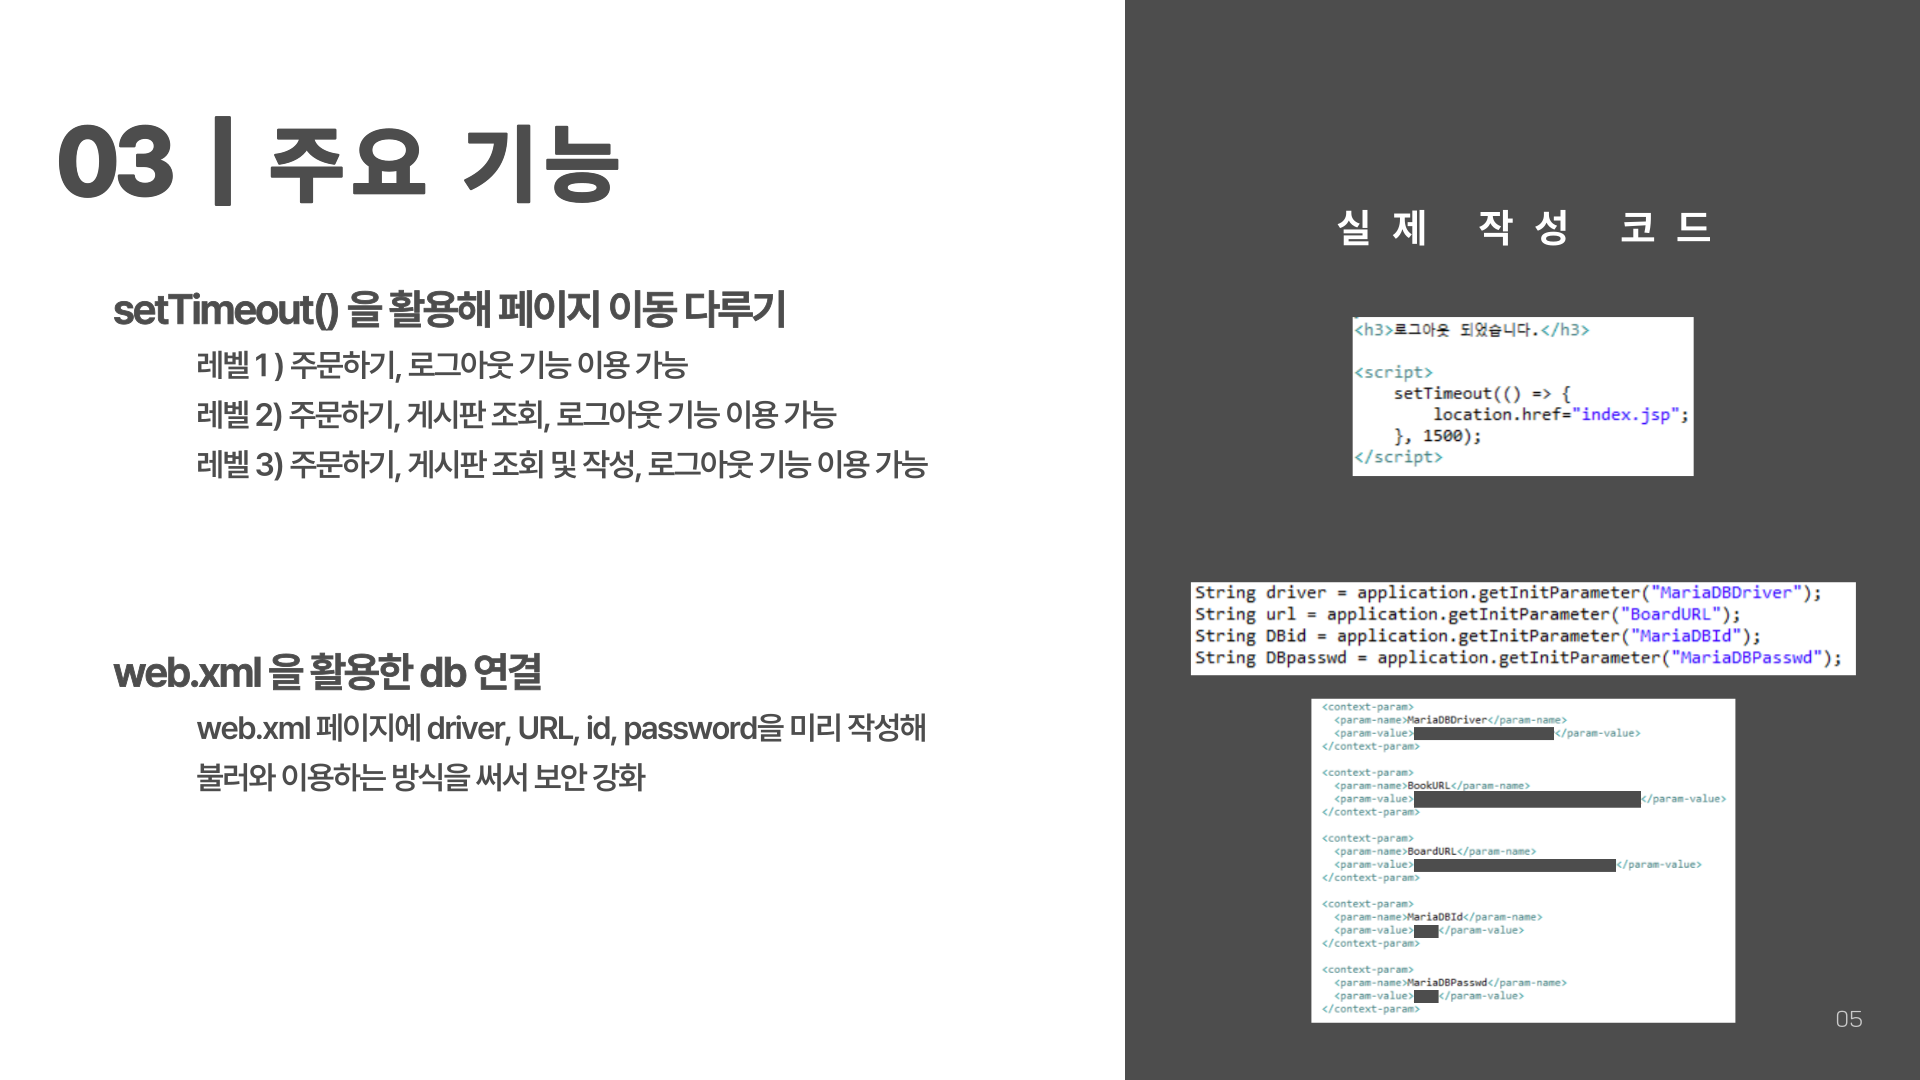 03 | 주요 기능
setTimeout() 을 활용해 페이지 이동 다루기
레벨 1 ) 주문하기, 로그아웃 기능 이용 가능
레벨 2) 주문하기, 게시판 조회, 로그아웃 기능 이용 가능
레벨 3) 주문하기, 게시판 조회 및 작성, 로그아웃 기능 이용 가능
web.xml 을 활용한 db 연결
web.xml 페이지에 driver, URL, id, password을 미리 작성해
불러와 이용하는 방식을 써서 보안 강화
실제 작성 코드
<h3>로그아웃 되었습니다.</h3>
<script>
setTimeout(() => {
location.href="index.jsp";
}, 1500);
</script>
String driver = application.getInitParameter("MariaDBDriver");
String url = application.getInitParameter("BoardURL");
String DBid = application.getInitParameter("MariaDBId");
String DBpasswd = application.getInitParameter("MariaDBPasswd");
<context-param>
<param-name>MariaDBDriver</param-name>
<param-value></param-value>
</context-param>
<context-param>
<param-name>BookURL</param-name>
<param-value></param-value>
</context-param>
<context-param>
<param-name>BoardURL</param-name>
<param-value></param-value>
</context-param>
<context-param>
<param-name>MariaDBId</param-name>
<param-value></param-value>
</context-param>
<context-param>
<param-name>MariaDBPasswd</param-name>
<param-value></param-value>
</context-param>
05